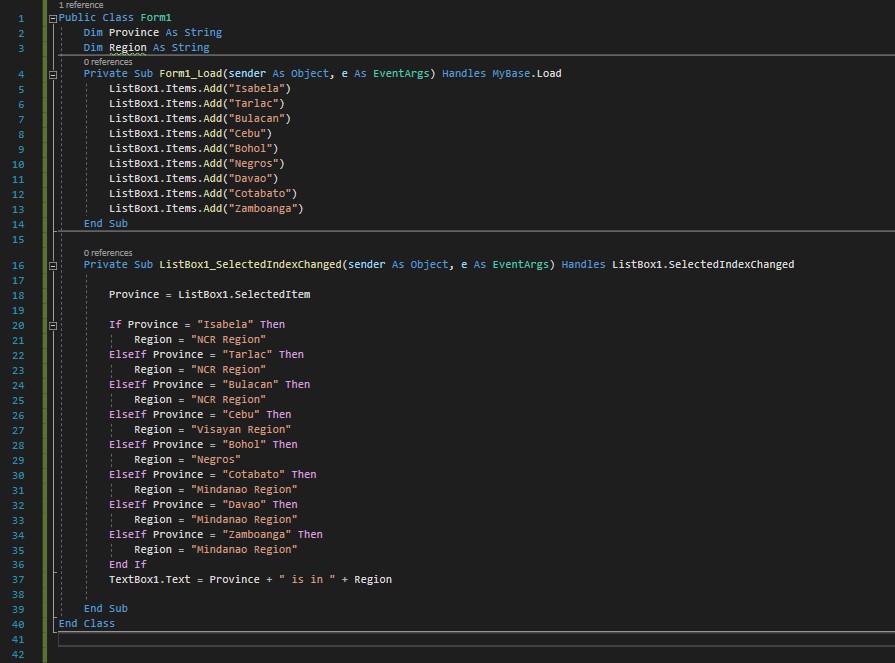 1 reference
1 Public Class Form1
2 Dim Province As String
3 Dim Region As String
0 references
4 Private Sub Form1_Load(sender As Object, e As EventArgs) Handles MyBase.Load
5 ListBox1.Items.Add("Isabela")
6 ListBox1.Items.Add("Tarlac")
7 ListBox1.Items.Add("Bulacan")
8 ListBox1.Items.Add("Cebu")
9 ListBox1.Items.Add("Bohol")
10 ListBox1.Items.Add("Negros")
11 ListBox1.Items.Add("Davao")
12 ListBox1.Items.Add("Cotabato")
13 ListBox1.Items.Add("Zamboanga")
14 End Sub
15
0 references
16 Private Sub ListBox1_SelectedIndexChanged(sender As Object, e As EventArgs) Handles ListBox1.SelectedIndexChanged
17
18 Province = ListBox1.SelectedItem
19
20 If Province = "Isabela" Then
21 Region = "NCR Region"
22 ElseIf Province = "Tarlac" Then
23 Region = "NCR Region"
24 ElseIf Province = "Bulacan" Then
25 Region = "NCR Region"
26 ElseIf Province = "Cebu" Then
27 Region = "Visayan Region"
28 ElseIf Province = "Bohol" Then
29 Region = "Negros"
30 ElseIf Province = "Cotabato" Then
31 Region = "Mindanao Region"
32 ElseIf Province = "Davao" Then
33 Region = "Mindanao Region"
34 ElseIf Province = "Zamboanga" Then
35 Region = "Mindanao Region"
36 End If
37 TextBox1.Text = Province + " is in " + Region
38
39 End Sub
40 End Class
41
42